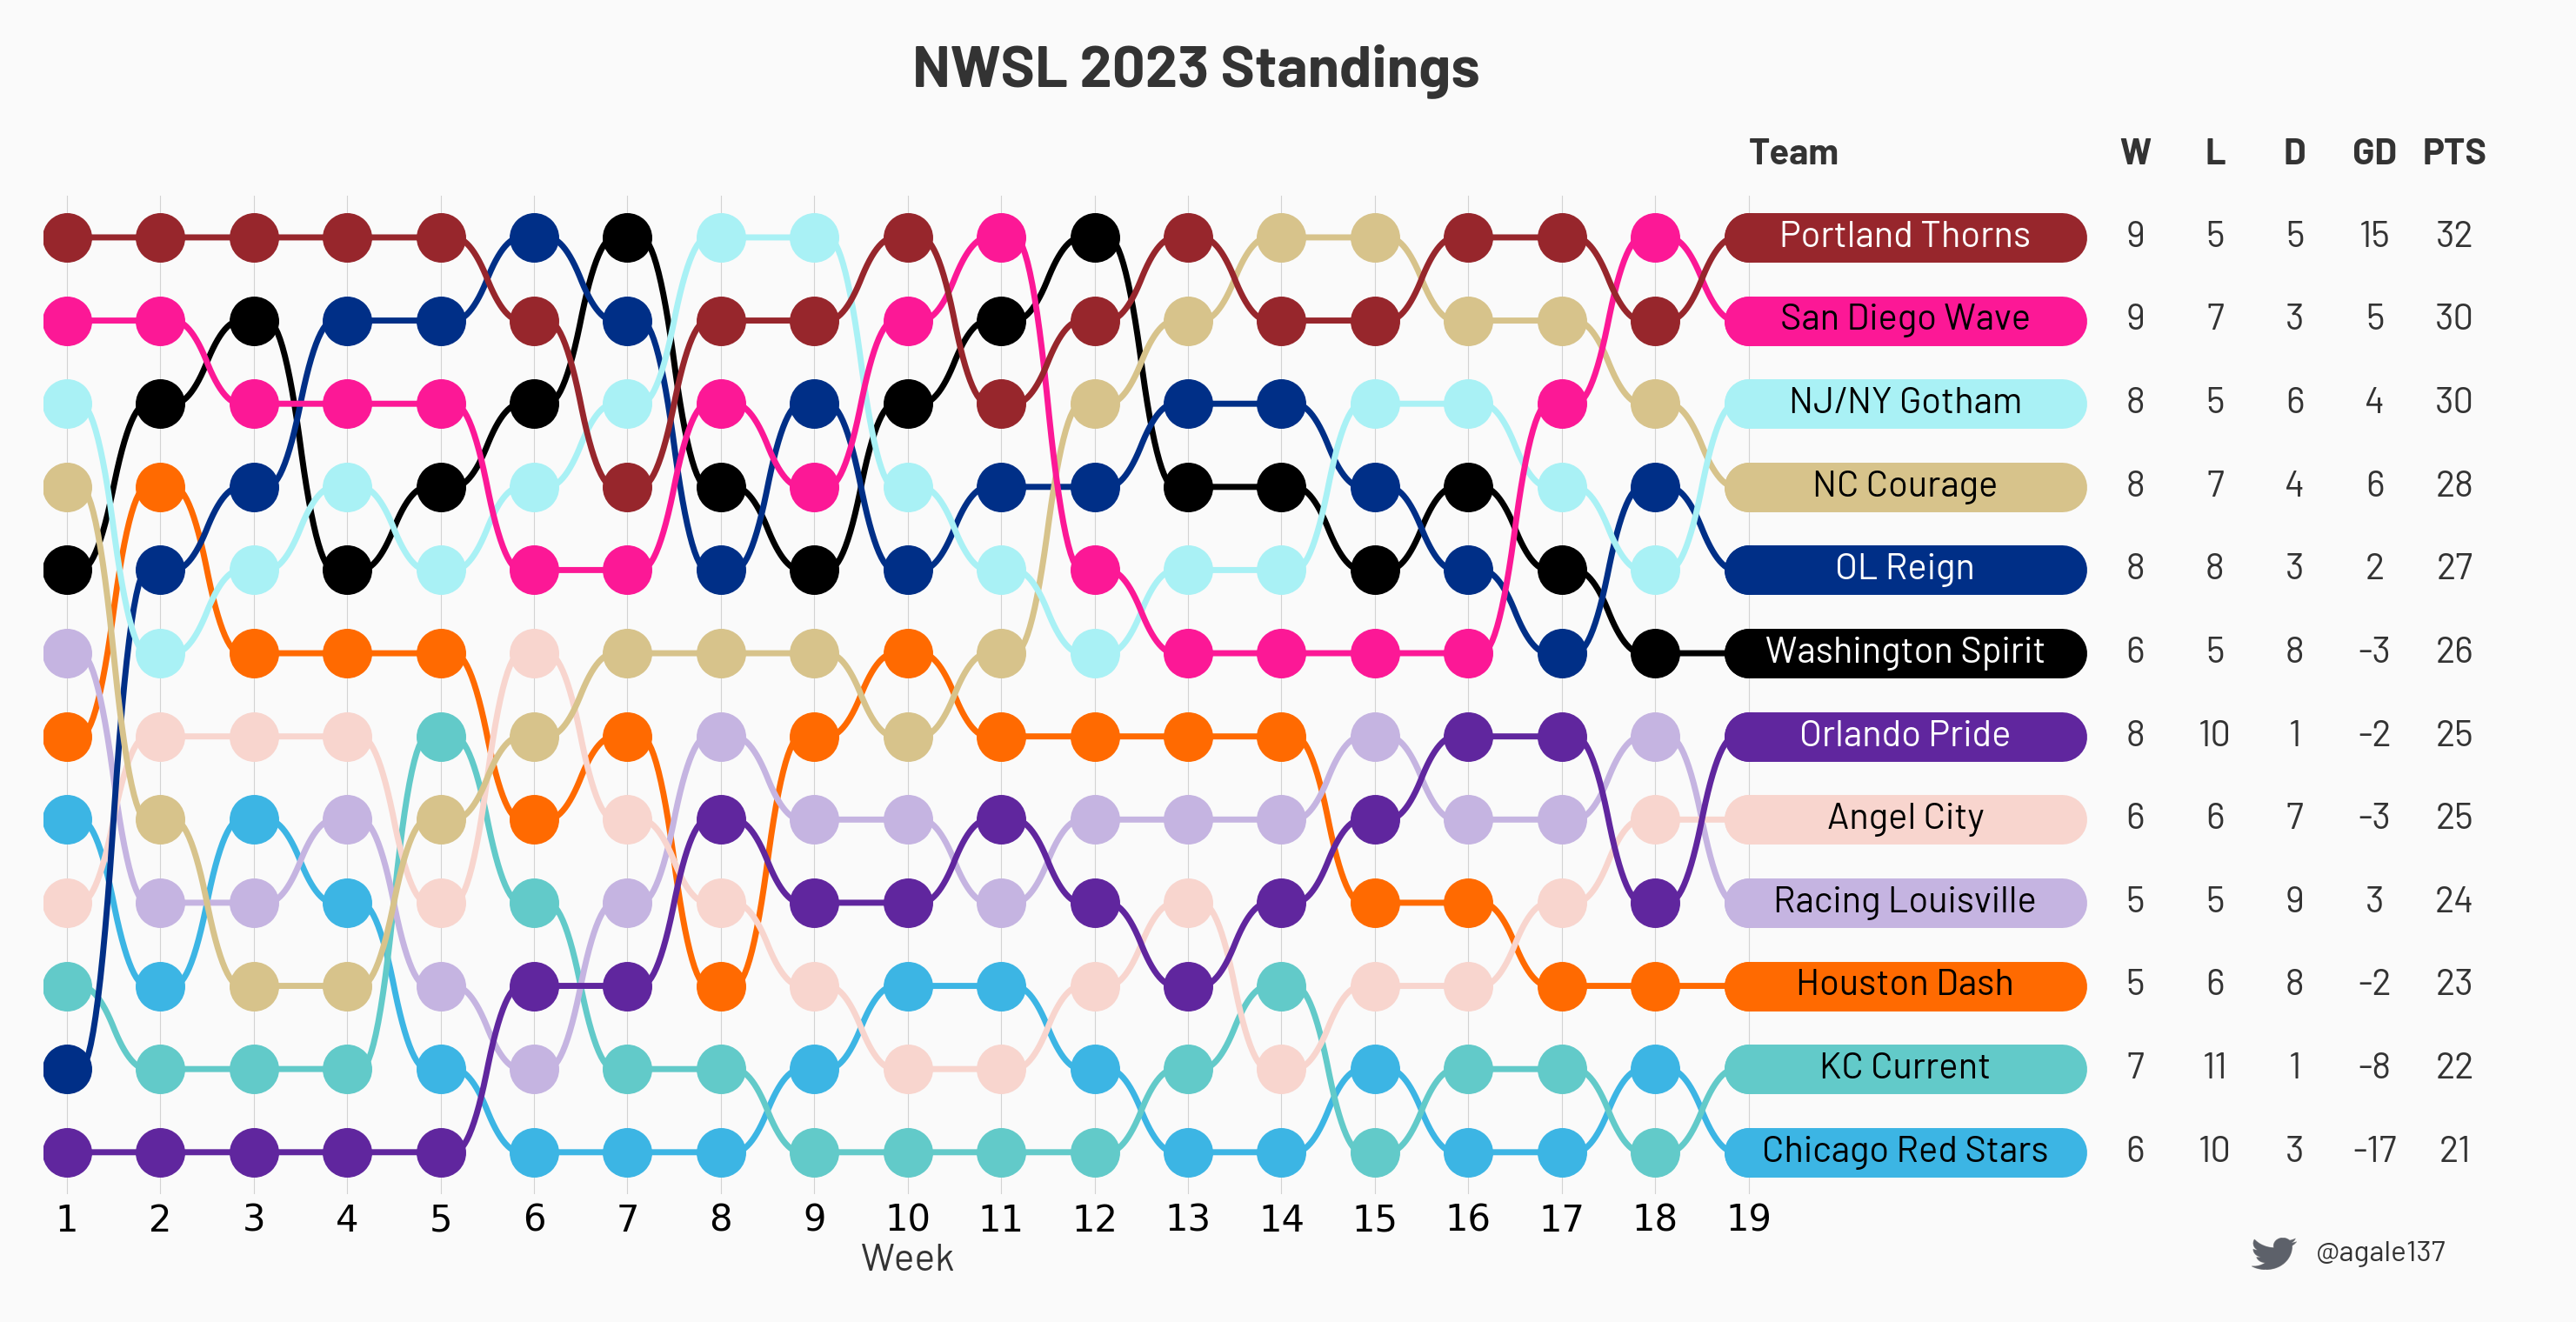 NWSL 2023 Standings
Team W L D GD PTS
Portland Thorns 9 5 5 15 32
San Diego Wave 9 7 3 5 30
NJ/NY Gotham 8 5 6 4 30
NC Courage 8 7 4 6 28
OL Reign 8 8 3 2 27
Washington Spirit 6 5 8 -3 26
Orlando Pride 8 10 1 -2 25
Angel City 6 6 7 -3 25
Racing Louisville 5 5 9 3 24
Houston Dash 5 6 8 -2 23
KC Current 7 11 1 -8 22
Chicago Red Stars 6 10 3 -17 21
1 2 3 4 5 6 7 8 9 10 11 12 13 14 15 16 17 18 19
Week
@agale137